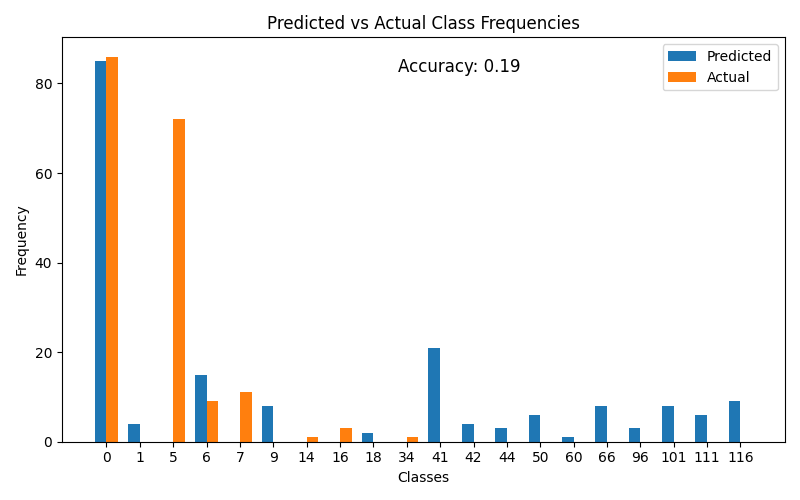 Predicted vs Actual Class Frequencies
Accuracy: 0.19
Predicted
Actual
Frequency
80
60
40
20
0
0 1 5 6 7 9 14 16 18 34 41 42 44 50 60 66 96 101 111 116
Classes